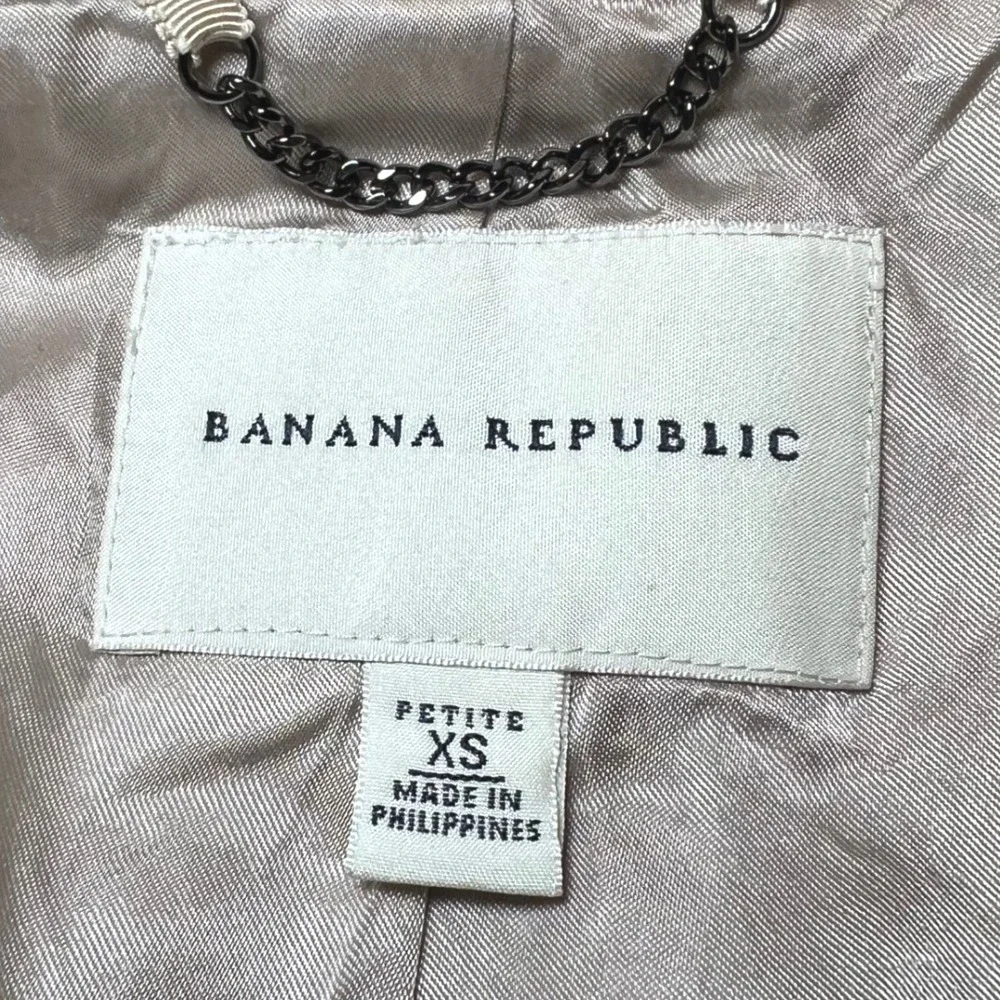 BANANA REPUBLIC
PETITE
XS
MADE IN
PHILIPPINES